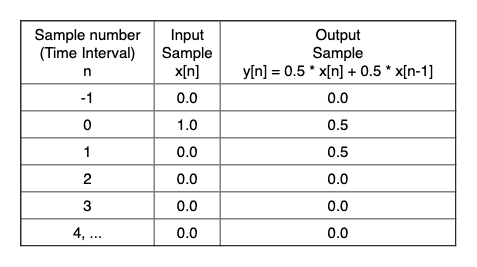 Sample number Input Output
(Time Interval) Sample Sample
n x[n] y[n] = 0.5 * x[n] + 0.5 * x[n-1]
-1 0.0 0.0
0 1.0 0.5
1 0.0 0.5
2 0.0 0.0
3 0.0 0.0
4, ... 0.0 0.0